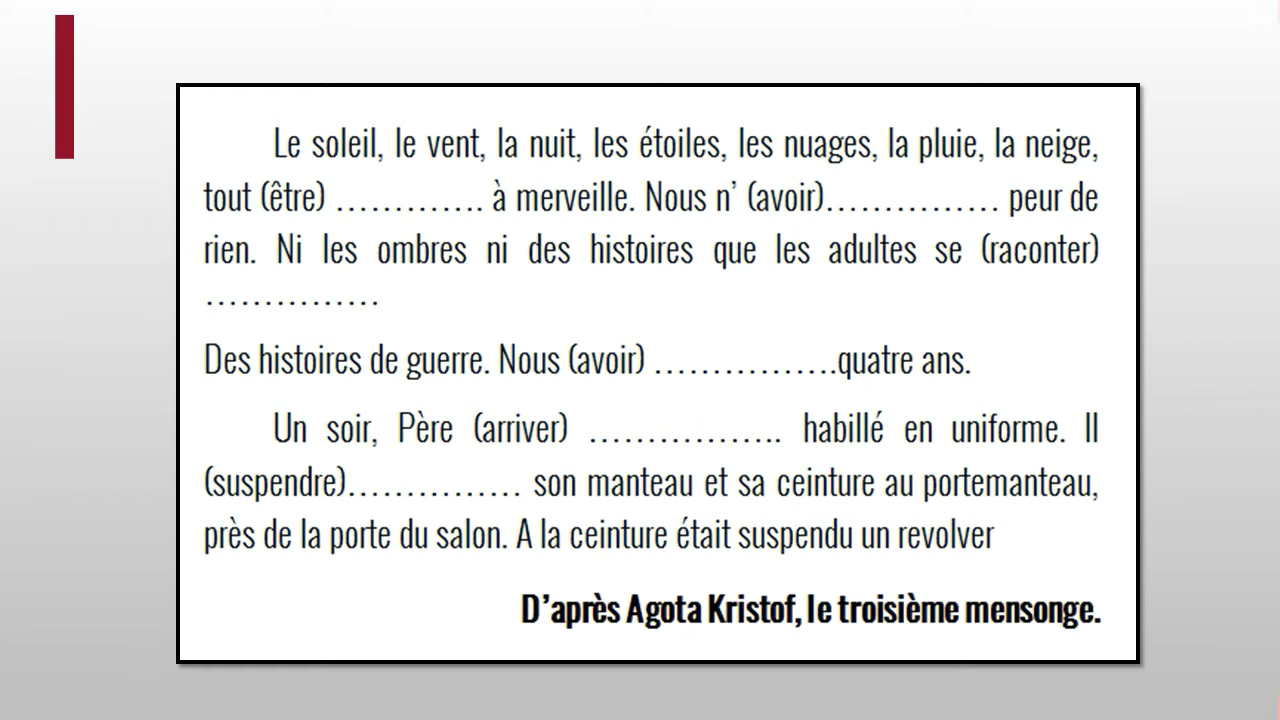 Le soleil, le vent, la nuit, les étoiles, les nuages, la pluie, la neige,
tout (être) ………….. à merveille. Nous n’ (avoir)…………… peur de
rien. Ni les ombres ni des histoires que les adultes se (raconter)
……………
Des histoires de guerre. Nous (avoir) …………….quatre ans.
Un soir, Père (arriver) …………….. habillé en uniforme. Il
(suspendre)…………… son manteau et sa ceinture au portemanteau,
près de la porte du salon. A la ceinture était suspendu un revolver
D’après Agota Kristof, le troisième mensonge.